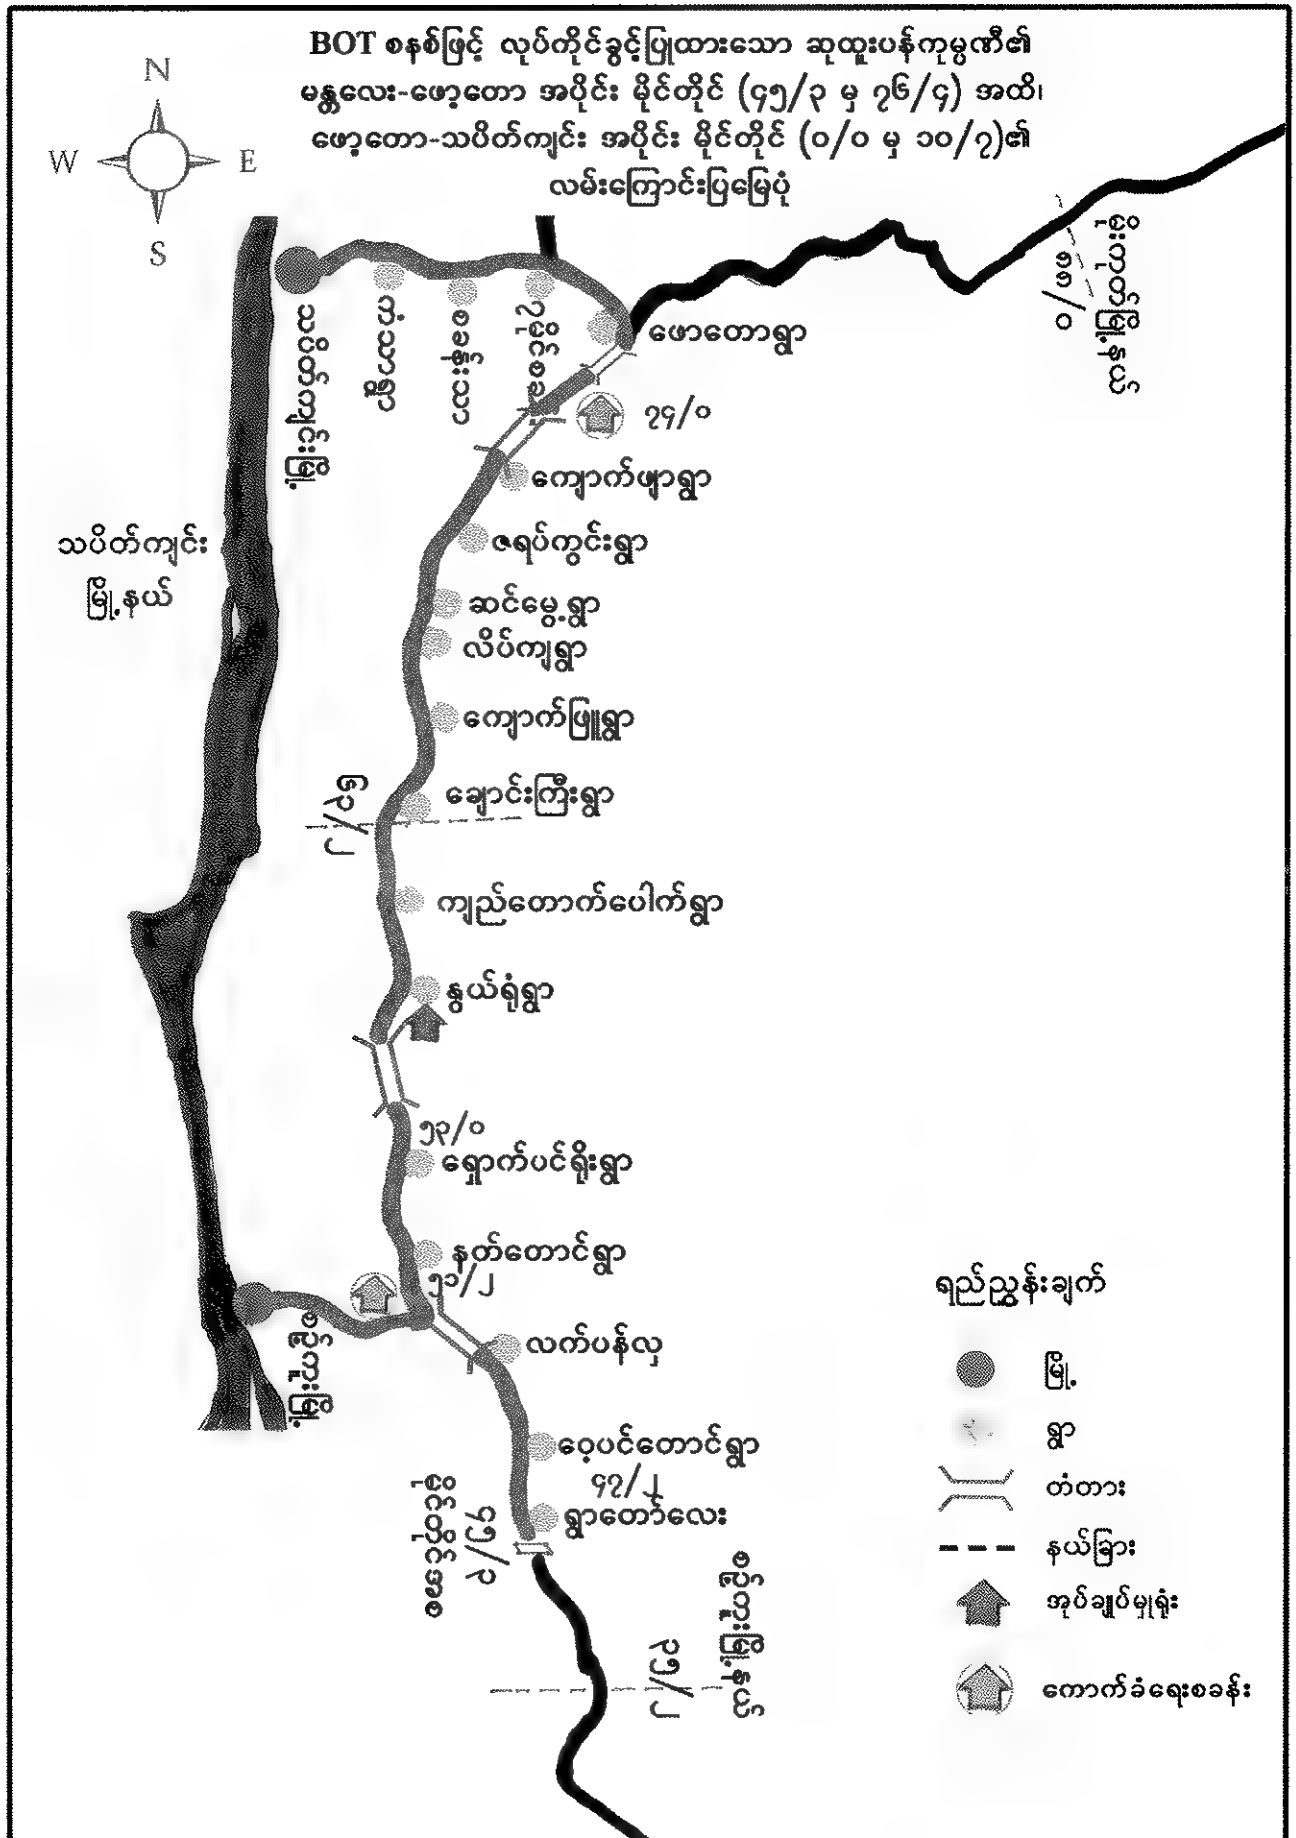 BOT စနစ်ဖြင့် လုပ်ကိုင်ခွင့်ပြုထားသော ဆုထူးပန်ကုမ္ပဏီ၏
မန္တလေး-ဖော့တော အပိုင်း မိုင်တိုင် (၄၅/၃ မှ ၇၆/၄) အထိ၊
ဖော့တော-သပိတ်ကျင်း အပိုင်း မိုင်တိုင် (၀/၀ မှ ၁၀/၇)၏
လမ်းကြောင်းပြမြေပုံ
N
W
E
S
ဖောတောရွာ
၇၄/၀
ကျောက်ဖျာရွာ
ဇရပ်ကွင်းရွာ
သပိတ်ကျင်း
မြို့နယ်
ဆင်မွေ့ရွာ
လိပ်ကျရွာ
ကျောက်ဖြူရွာ
ချောင်းကြီးရွာ
ကျည်တောက်ပေါက်ရွာ
နွယ်ရုံရွာ
၅၃/၀
ရှောက်ပင်ရိုးရွာ
နတ်တောင်ရွာ
၅၁/၂
လက်ပန်လှ
ဝေ့ပင်တောင်ရွာ
၄၇/၂
ရွာတော်လေး
ရည်ညွှန်းချက်
မြို့
ရွာ
တံတား
နယ်ခြား
အုပ်ချုပ်မှုရုံး
ကောက်ခံရေးစခန်း